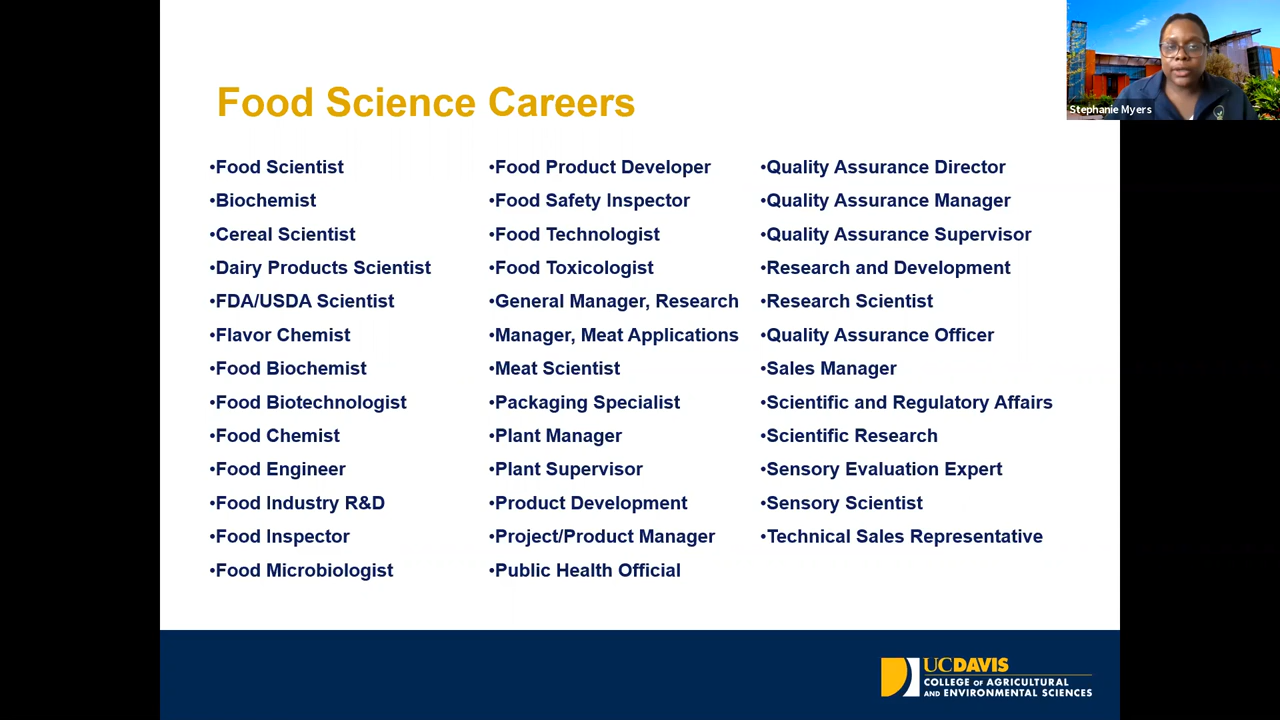 Food Science Careers
•Food Scientist
•Biochemist
•Cereal Scientist
•Dairy Products Scientist
•FDA/USDA Scientist
•Flavor Chemist
•Food Biochemist
•Food Biotechnologist
•Food Chemist
•Food Engineer
•Food Industry R&D
•Food Inspector
•Food Microbiologist
•Food Product Developer
•Food Safety Inspector
•Food Technologist
•Food Toxicologist
•General Manager, Research
•Manager, Meat Applications
•Meat Scientist
•Packaging Specialist
•Plant Manager
•Plant Supervisor
•Product Development
•Project/Product Manager
•Public Health Official
•Quality Assurance Director
•Quality Assurance Manager
•Quality Assurance Supervisor
•Research and Development
•Research Scientist
•Quality Assurance Officer
•Sales Manager
•Scientific and Regulatory Affairs
•Scientific Research
•Sensory Evaluation Expert
•Sensory Scientist
•Technical Sales Representative
Stephanie Myers
UCDAVIS
COLLEGE OF AGRICULTURAL
AND ENVIRONMENTAL SCIENCES